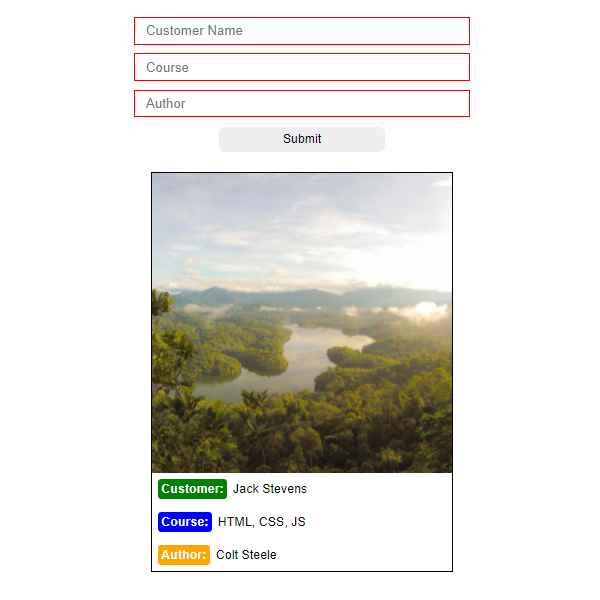 Customer Name
Course
Author
Submit
Customer: Jack Stevens
Course: HTML, CSS, JS
Author: Colt Steele